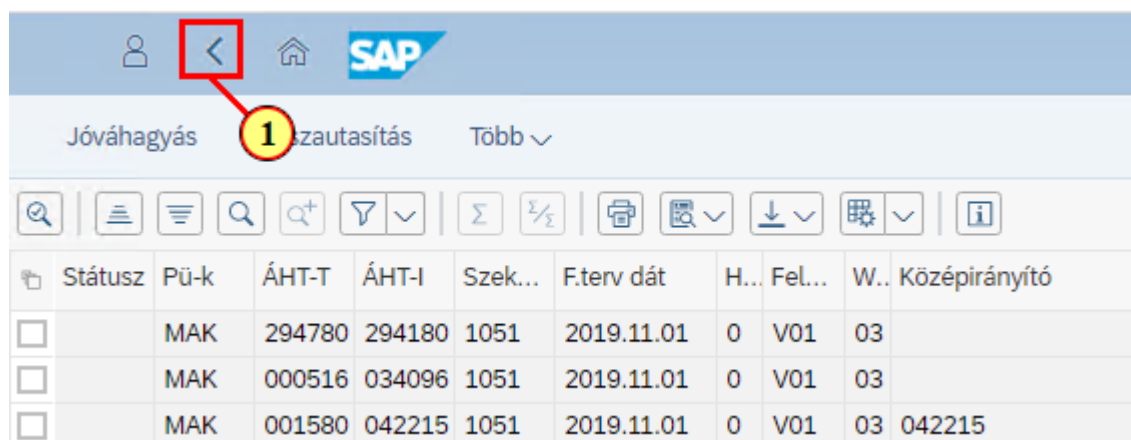 SAP
Jóváhagyás 1 szautasítás Több
Státusz Pü-k ÁHT-T ÁHT-I Szek... F.terv dát H... Fel... W.. Középirányító
MAK 294780 294180 1051 2019.11.01 0 V01 03
MAK 000516 034096 1051 2019.11.01 0 V01 03
MAK 001580 042215 1051 2019.11.01 0 V01 03 042215